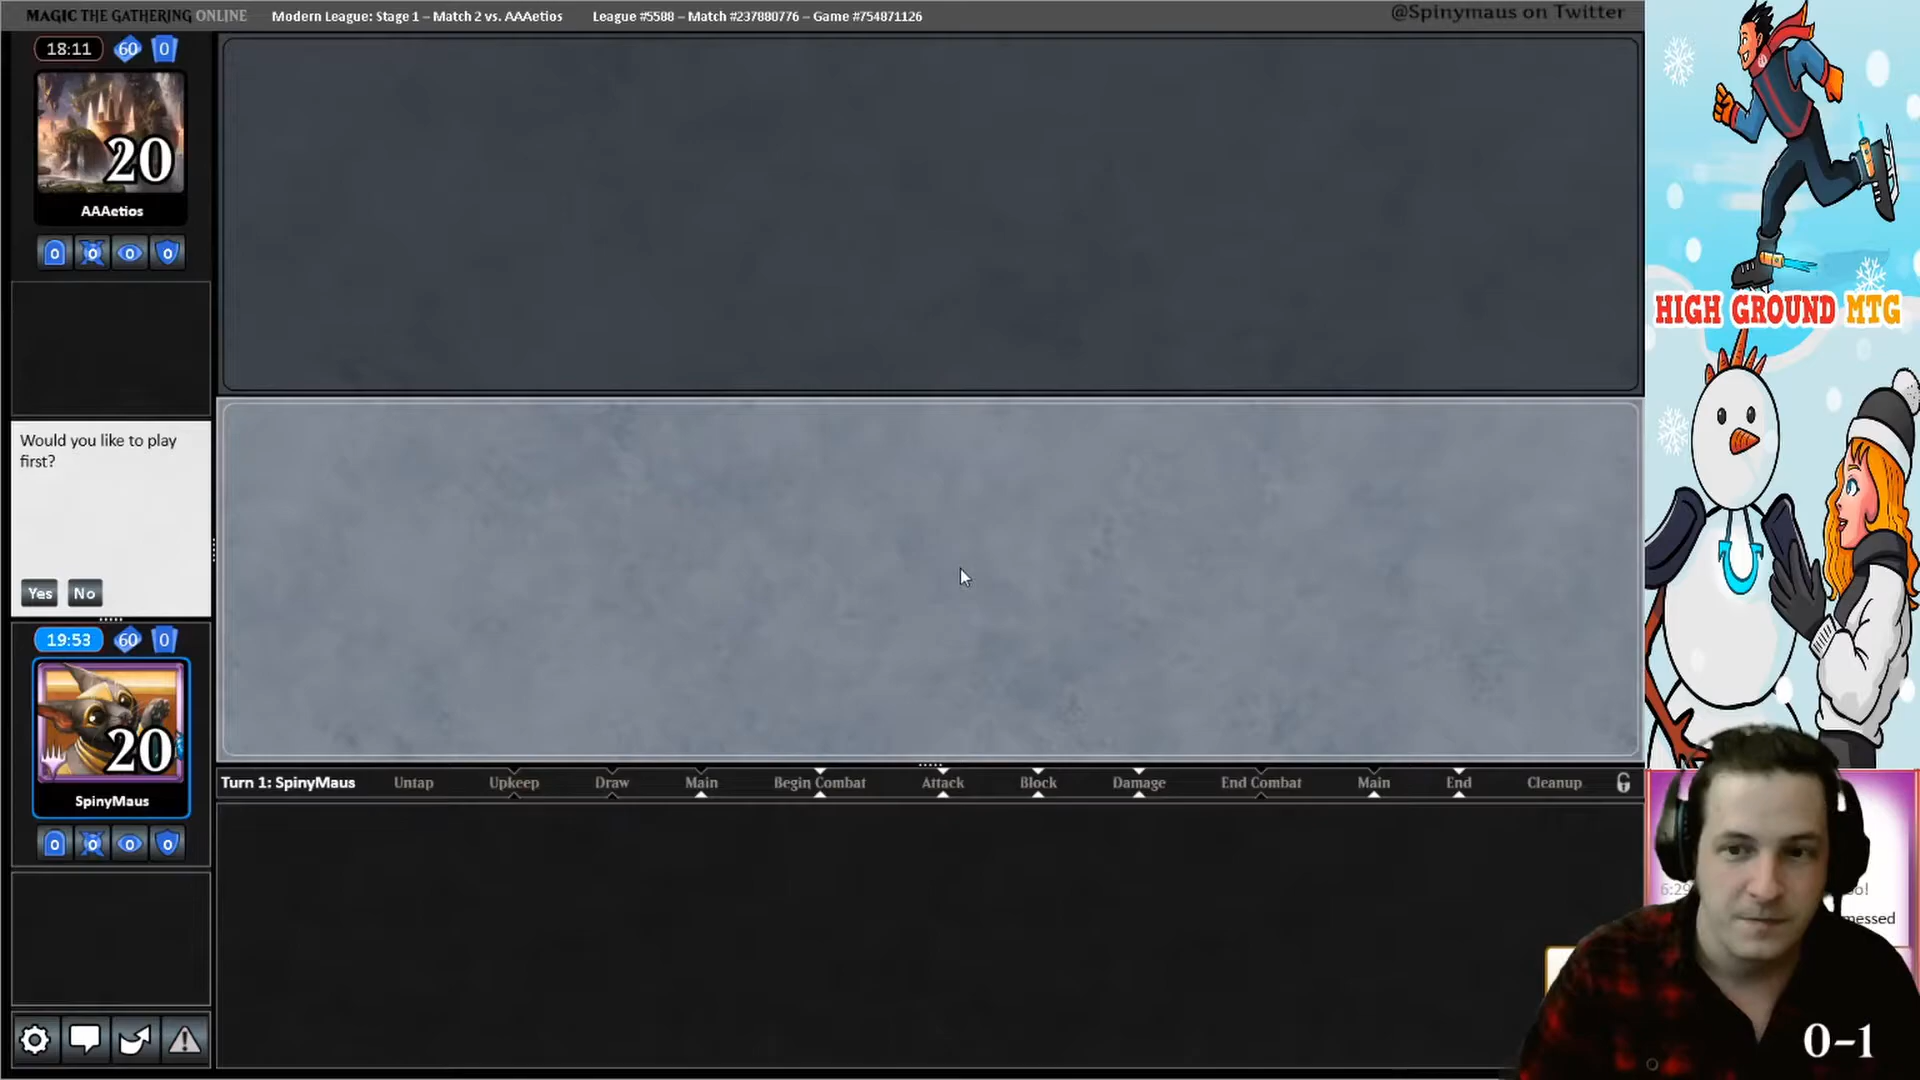 MAGIC THE GATHERING ONLINE
Modern League: Stage 1 – Match 2 vs. AAAetios
League #5588 – Match #237880776 – Game #754871126
@Spinymaus on Twitter
18:11 60 0
20
AAAetios
0 0 0 0
HIGH GROUND MTG
Would you like to play
first?
Yes No
19:53 60 0
20
SpinyMaus
0 0 0 0
Turn 1: SpinyMaus Untap Upkeep Draw Main Begin Combat Attack Block Damage End Combat Main End Cleanup
0-1